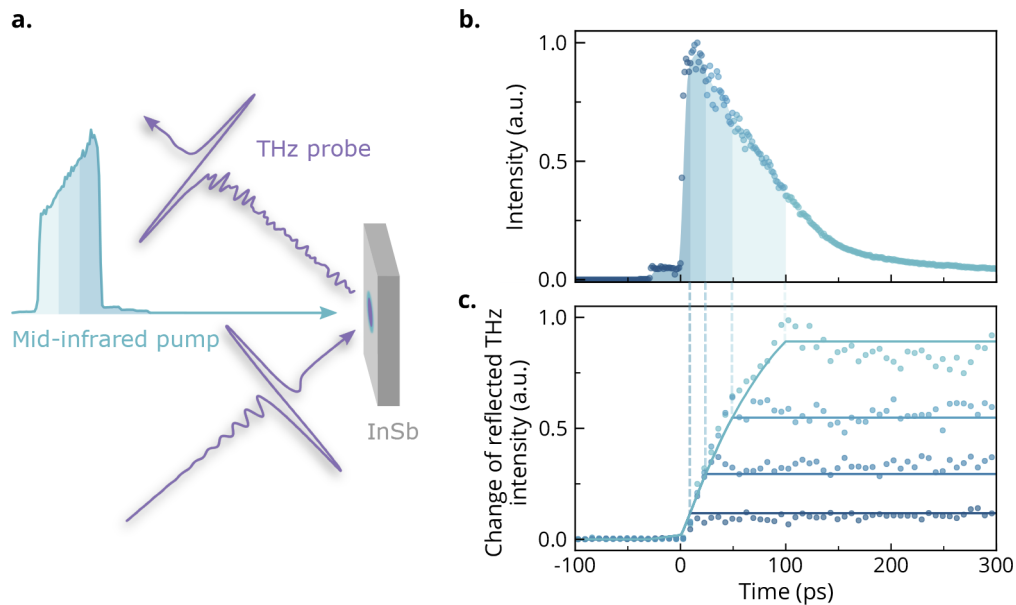 a.
THz probe
Mid-infrared pump
InSb
b.
Intensity (a.u.)
1.0
0.5
0.0
c.
Change of reflected THz
intensity (a.u.)
1.0
0.5
0.0
-100
0
100
200
300
Time (ps)